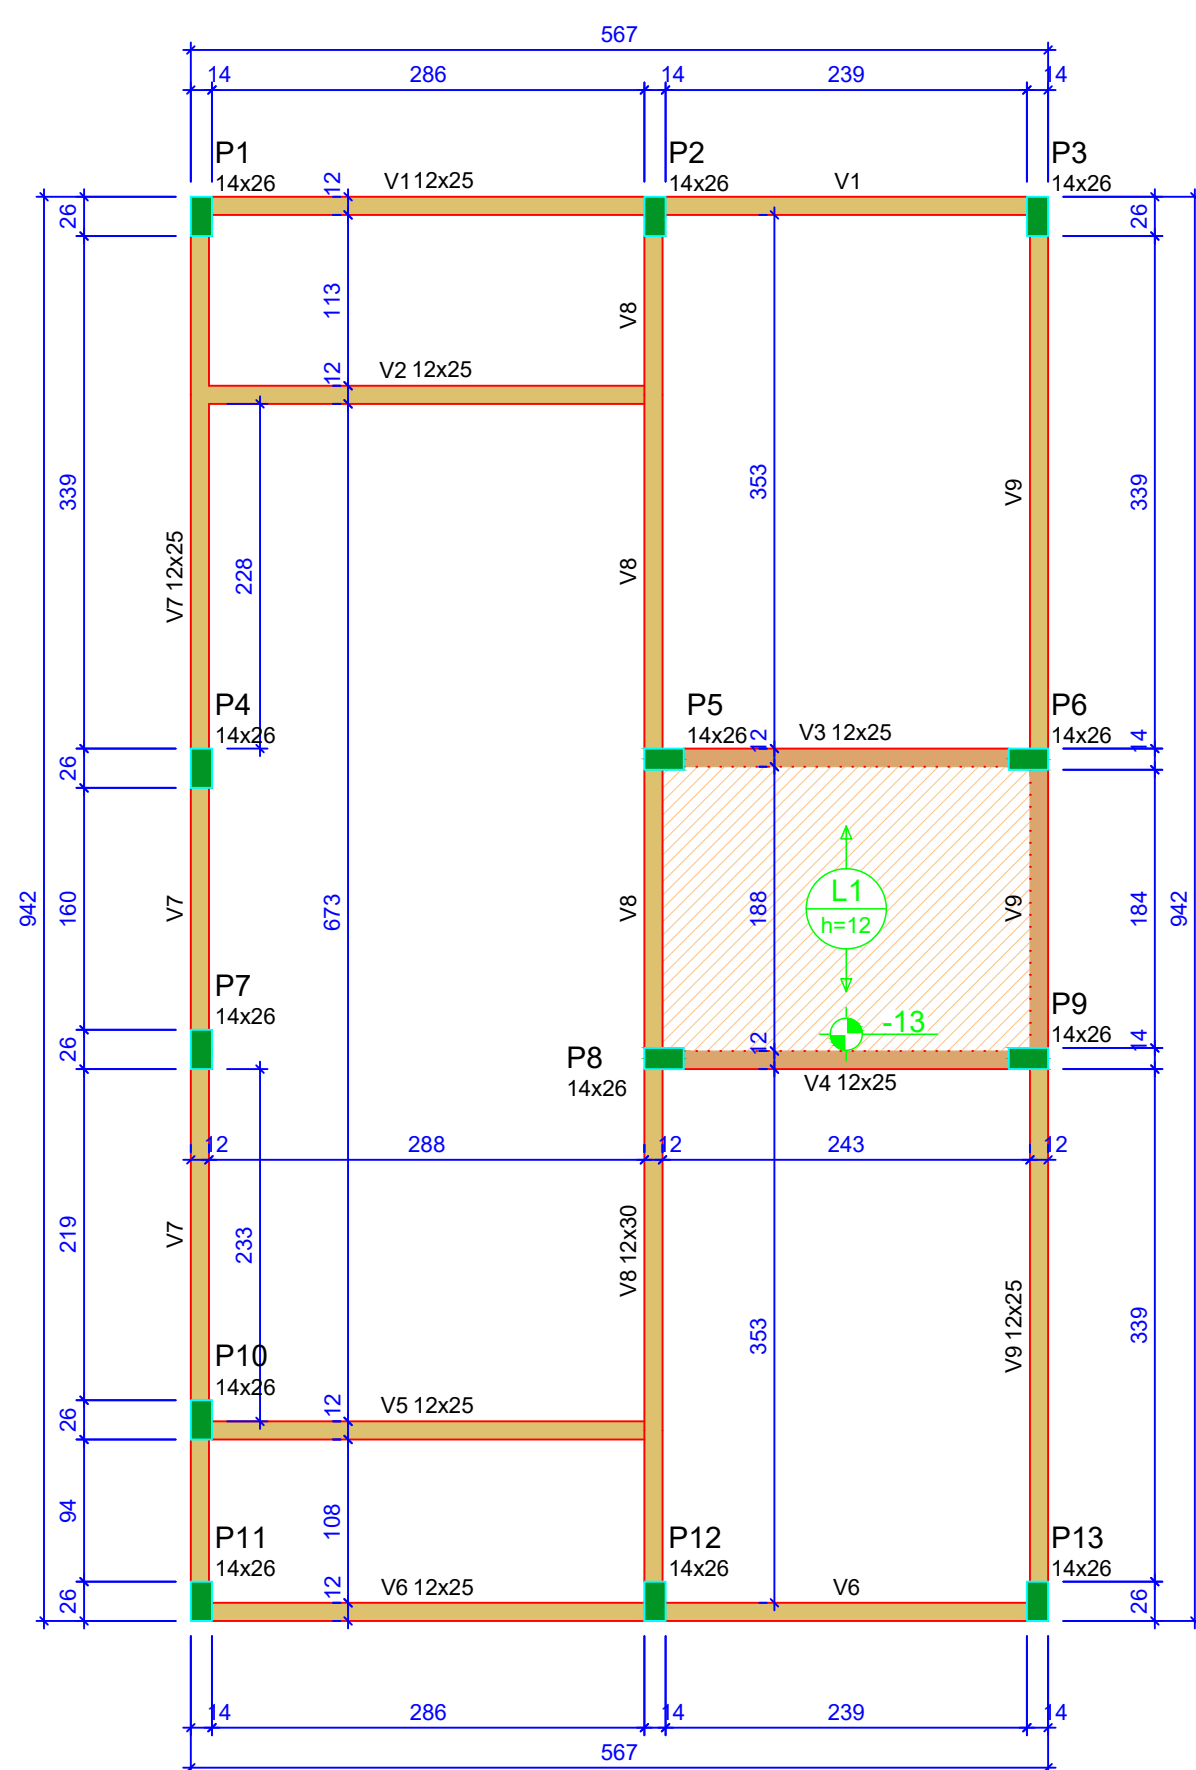 567
14 286 14 239 14
P1 P2 P3
14x26 V1 12x25 14x26 V1 14x26
12
26 26
113
V8
V2 12x25
12
339 353 V9 339
V7 12x25 228 V8
P4 P5 P6
14x26 14x26 V3 12x25 14x26
12 14
26
L1
h=12
942 160 V7 673 V8 188 V9 184 942
P7 P9
14x26 -13 14x26
12 14
26 P8
14x26 V4 12x25
12 288 12 243 12
219 V7 233 V8 12x30
V9 12x25
353 339
P10
14x26
V5 12x25
12
26
94 108
P11 P12 P13
14x26 14x26 14x26
V6 12x25 V6
12
26 26
14 286 14 239 14
567